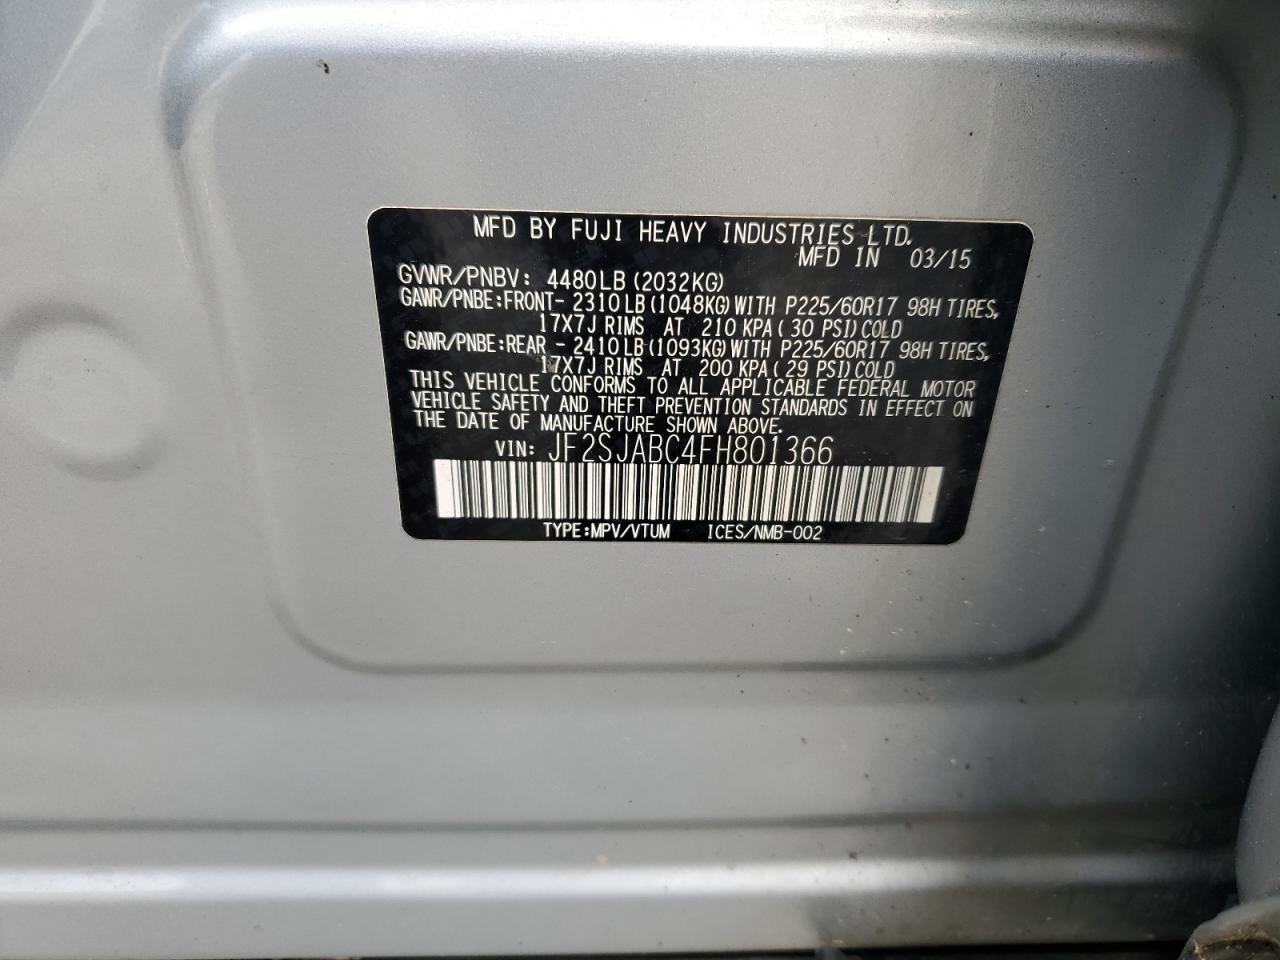 MFD BY FUJI HEAVY INDUSTRIES LTD.
MFD IN 03/15
GVWR/PNBV: 4480LB (2032KG)
GAWR/PNBE:FRONT- 2310LB (1048KG) WITH P225/60R17 98H TIRES,
17X7J RIMS AT 210 KPA ( 30 PSI) COLD
GAWR/PNBE:REAR - 2410LB (1093KG) WITH P225/60R17 98H TIRES,
17X7J RIMS AT 200 KPA ( 29 PSI) COLD
THIS VEHICLE CONFORMS TO ALL APPLICABLE FEDERAL MOTOR
VEHICLE SAFETY AND THEFT PREVENTION STANDARDS IN EFFECT ON
THE DATE OF MANUFACTURE SHOWN ABOVE.
VIN: JF2SJABC4FH801366
TYPE:MPV/VTUM ICES/NMB-002